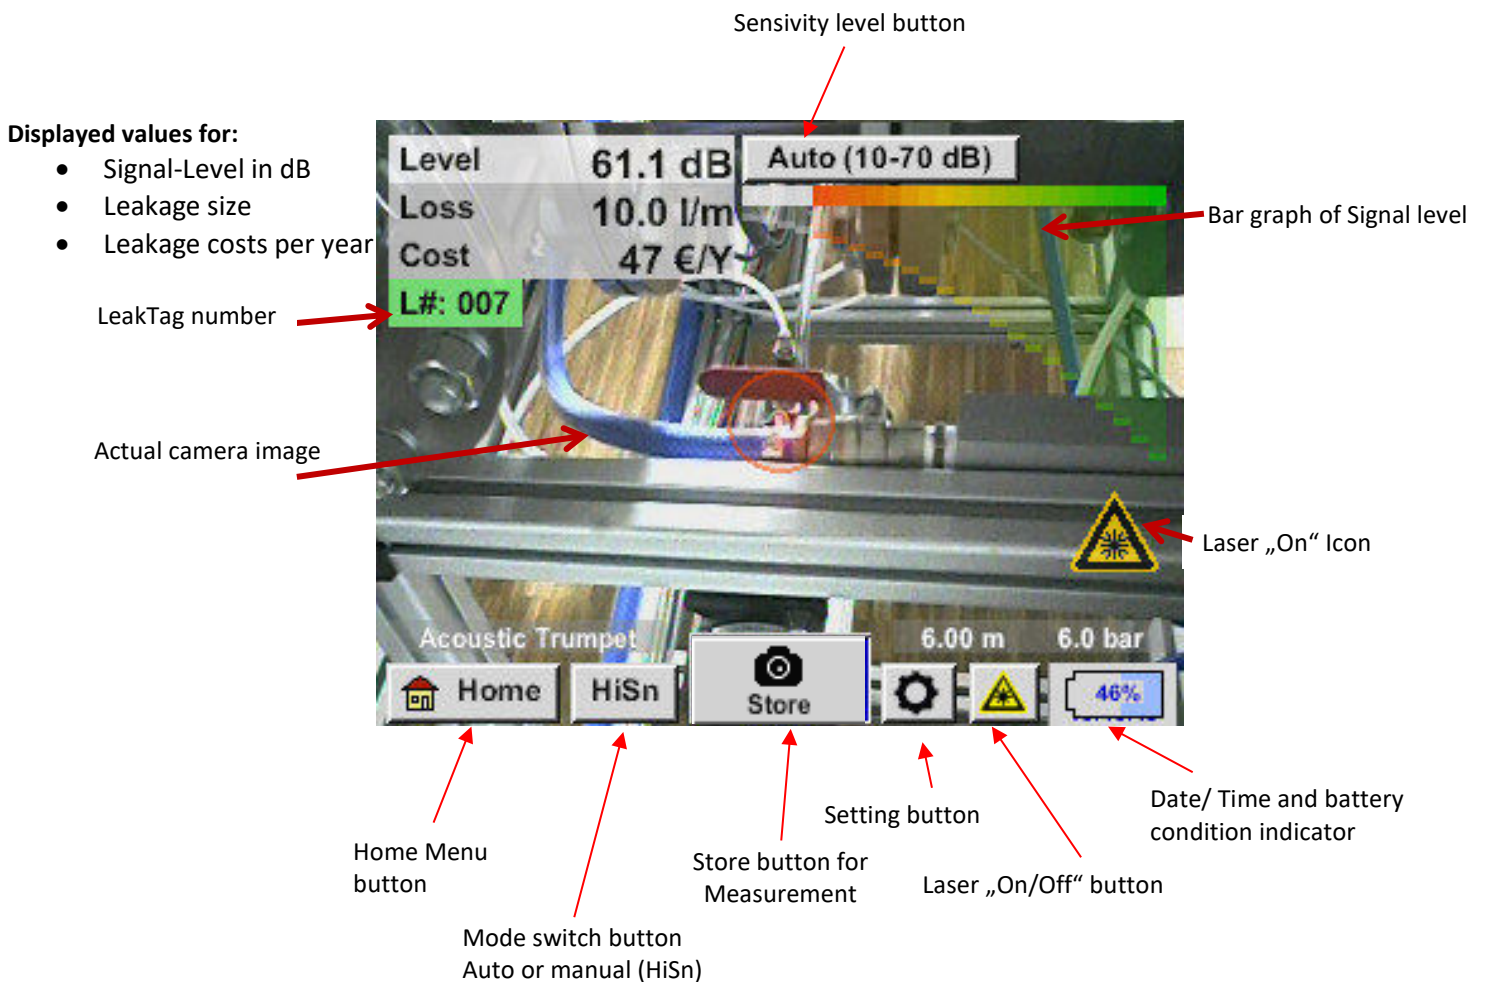 Sensivity level button
Displayed values for:
• Signal-Level in dB
• Leakage size
• Leakage costs per year
Level 61.1 dB
Auto (10-70 dB)
Loss 10.0 l/m
Cost 47 €/Y
L#: 007
Bar graph of Signal level
LeakTag number
Actual camera image
Laser „On“ Icon
Acoustic Trumpet 6.00 m 6.0 bar
Home HiSn Store 46%
Setting button
Date/ Time and battery
condition indicator
Home Menu
button
Store button for
Measurement
Laser „On/Off“ button
Mode switch button
Auto or manual (HiSn)